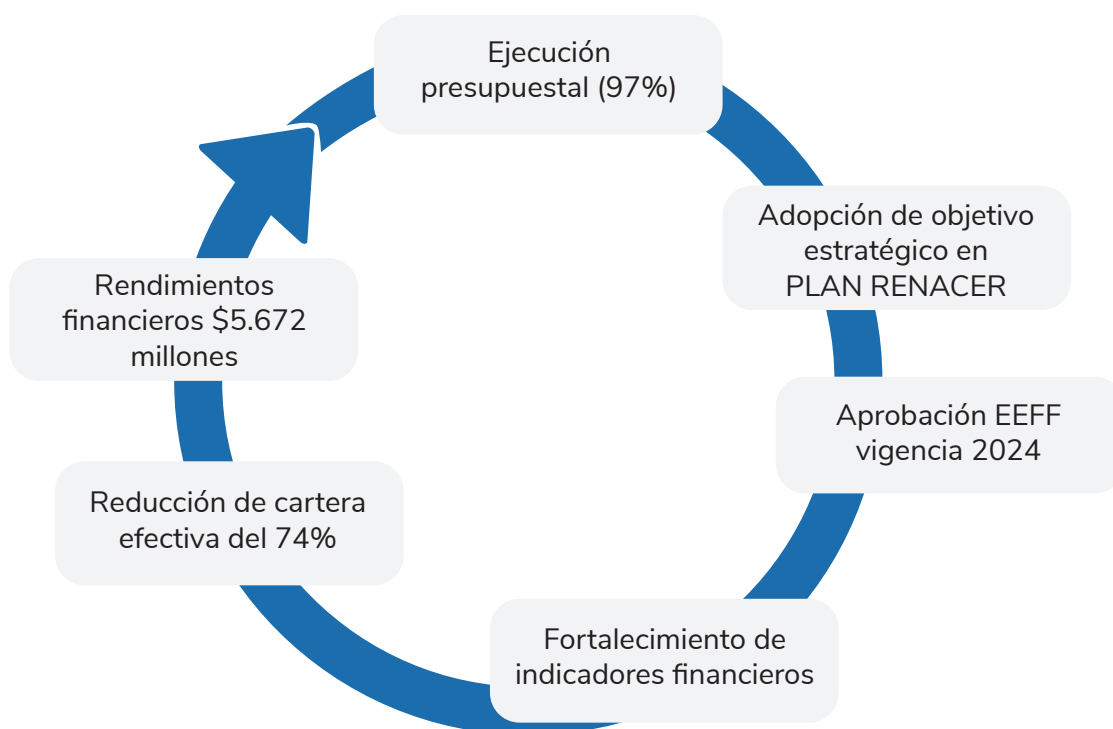 Ejecución
presupuestal (97%)
Adopción de objetivo
estratégico en
PLAN RENACER
Aprobación EEFF
vigencia 2024
Fortalecimiento de
indicadores financieros
Reducción de cartera
efectiva del 74%
Rendimientos
financieros $5.672
millones